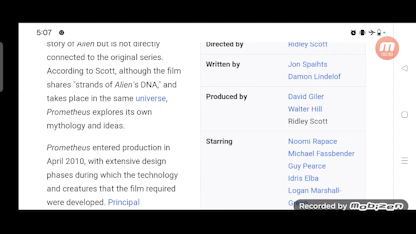 5:07
story of Alien but is not directly
connected to the original series.
According to Scott, although the film
shares "strands of Alien's DNA," and
takes place in the same universe,
Prometheus explores its own
mythology and ideas.
Prometheus entered production in
April 2010, with extensive design
phases during which the technology
and creatures that the film required
were developed. Principal
Directed by Ridley Scott
Written by Jon Spaihts
Damon Lindelof
Produced by David Giler
Walter Hill
Ridley Scott
Starring Noomi Rapace
Michael Fassbender
Guy Pearce
Idris Elba
Logan Marshall-
Recorded by Mobizen